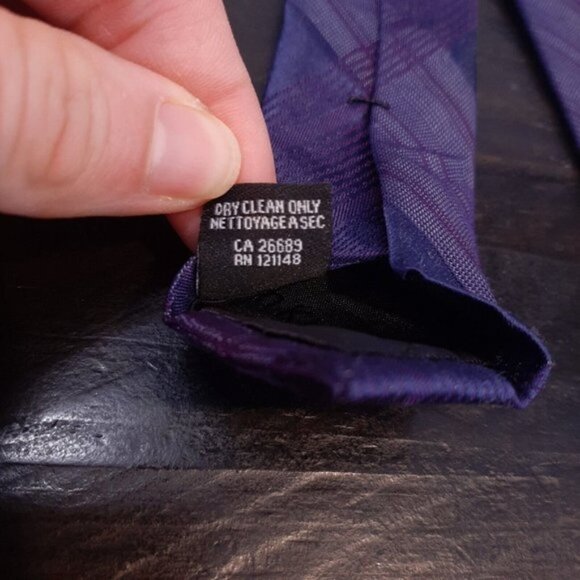 DRY CLEAN ONLY
NETTOYAGE A SEC
CA 26689
RN 121148